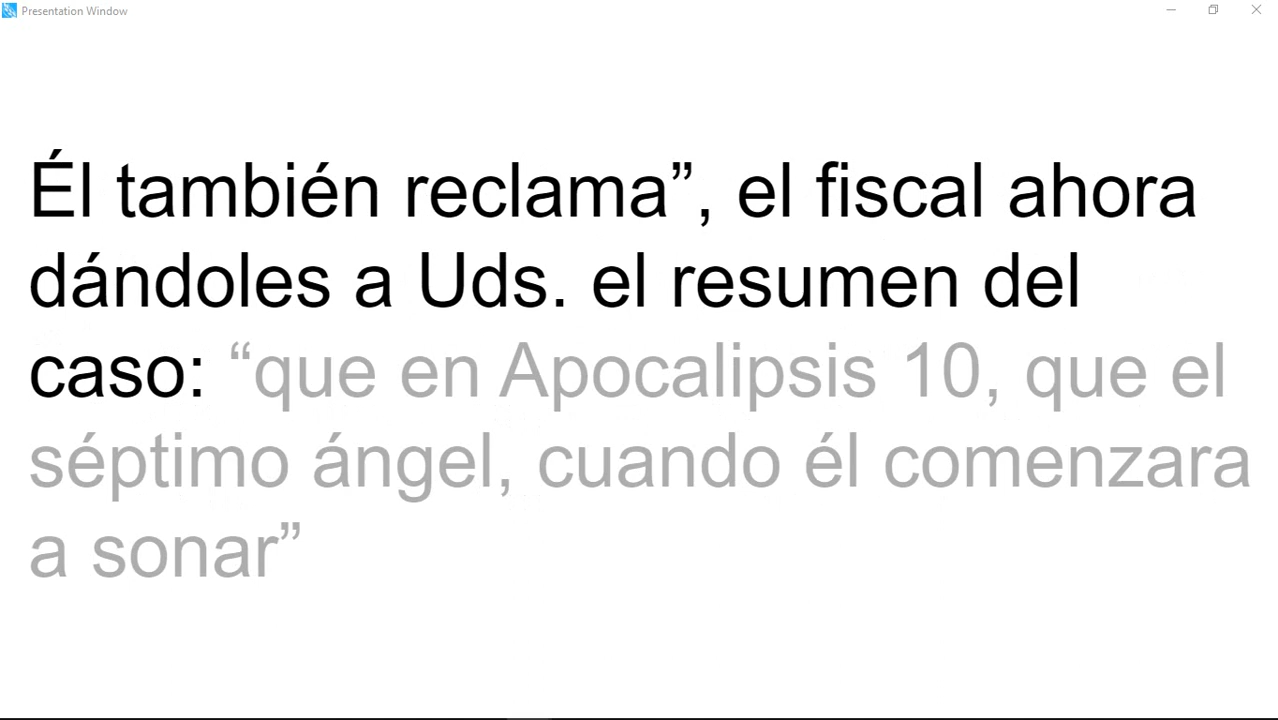 Presentation Window
Él también reclama”, el fiscal ahora
dándoles a Uds. el resumen del
caso: “que en Apocalipsis 10, que el
séptimo ángel, cuando él comenzara
a sonar”